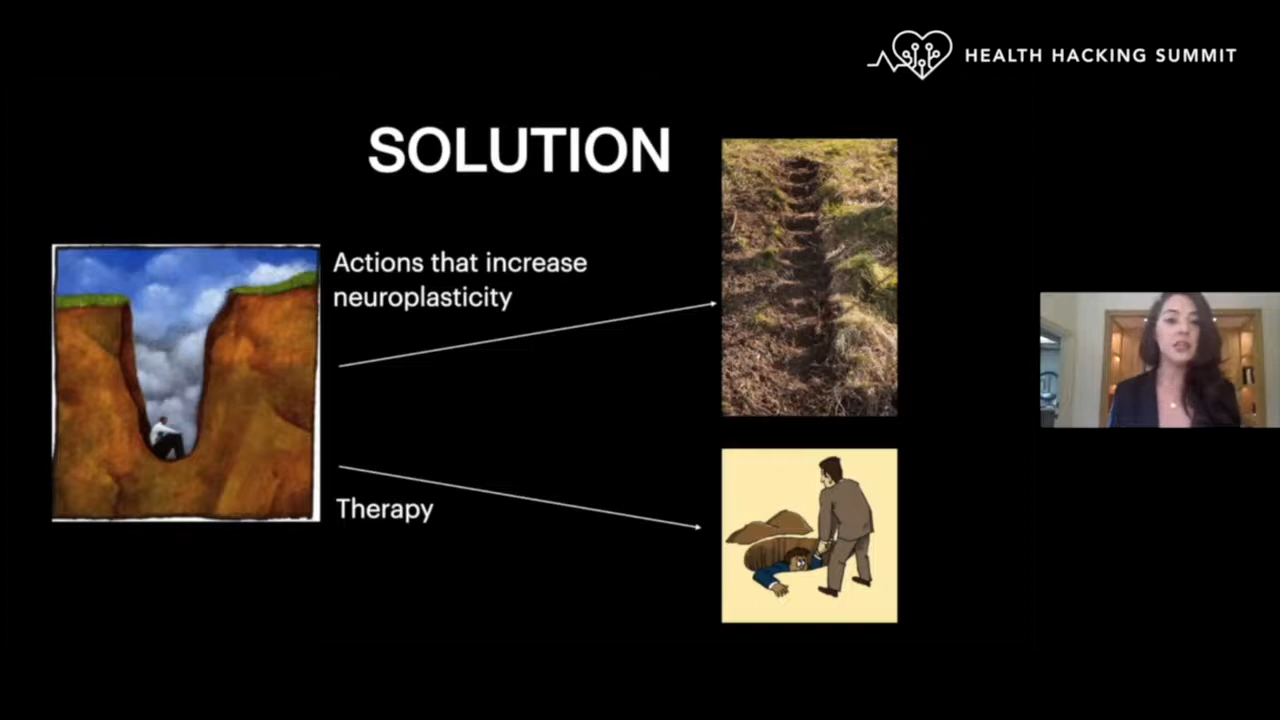 HEALTH HACKING SUMMIT
SOLUTION
Actions that increase
neuroplasticity
Therapy